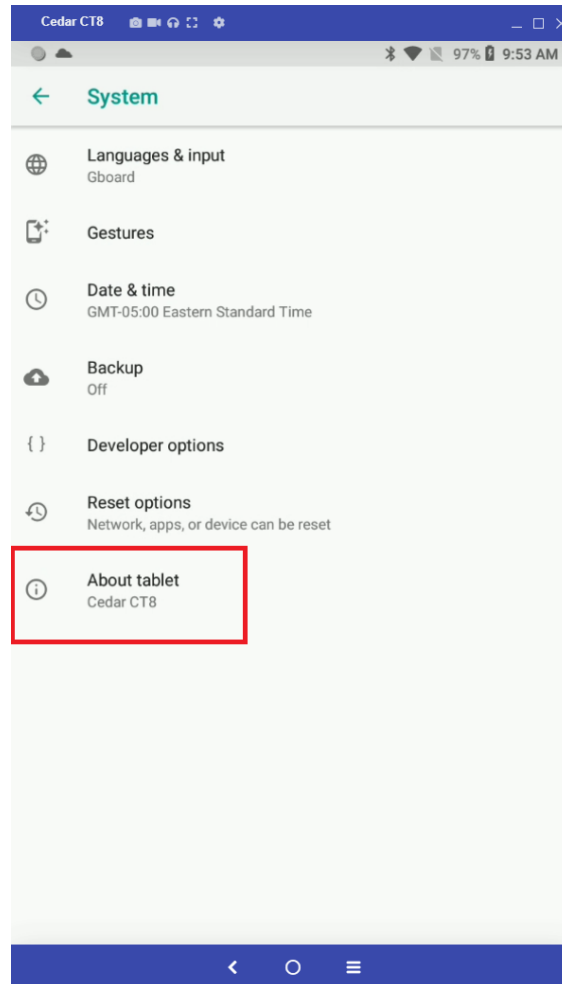 Cedar CT8
97% 9:53 AM
System
Languages & input
Gboard
Gestures
Date & time
GMT-05:00 Eastern Standard Time
Backup
Off
{ } Developer options
Reset options
Network, apps, or device can be reset
About tablet
Cedar CT8